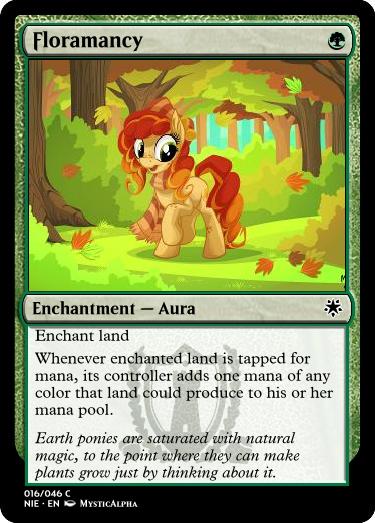 Floramancy
Enchantment — Aura
Enchant land
Whenever enchanted land is tapped for
mana, its controller adds one mana of any
color that land could produce to his or her
mana pool.
Earth ponies are saturated with natural
magic, to the point where they can make
plants grow just by thinking about it.
016/046 C
NIE • EN MysticAlpha